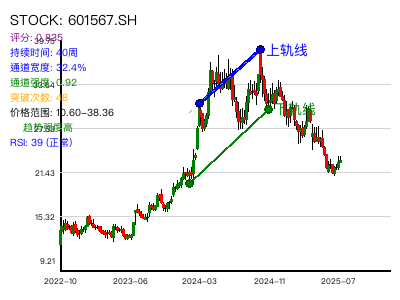 STOCK: 601567.SH
评分: 0.825
39.75
持续时间: 40周
上轨线
通道宽度: 32.4%
通道强度: 0.92
突破次数: 48
价格范围: 10.60-38.36
轨线
趋势强度高
RSI: 39 (正常)
21.43
15.32
9.21
2022-10 2023-06 2024-03 2024-11 2025-07